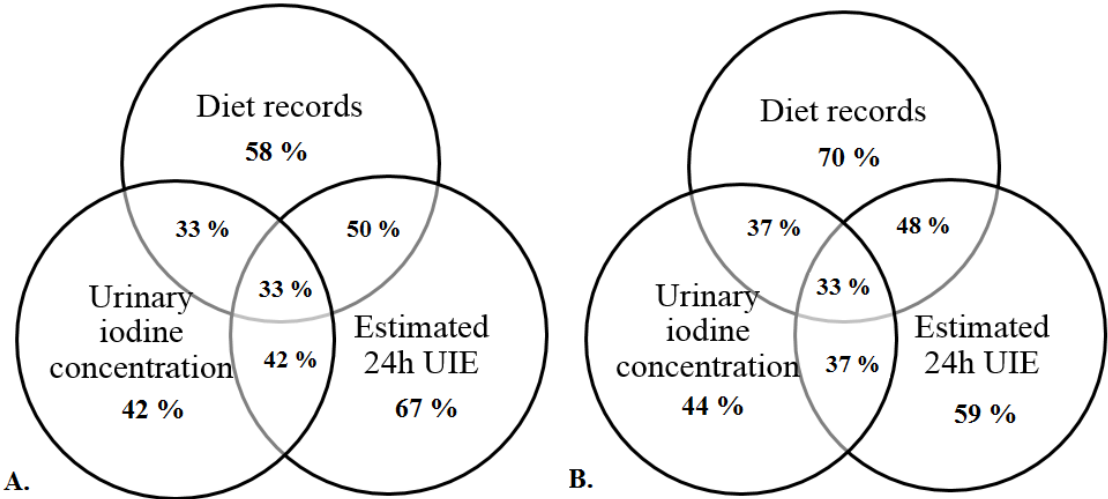 Diet records
58 %
33 %
50 %
33 %
Urinary
iodine
concentration
42 %
42 %
Estimated
24h UIE
67 %
A.
Diet records
70 %
37 %
48 %
33 %
Urinary
iodine
concentration
44 %
37 %
Estimated
24h UIE
59 %
B.